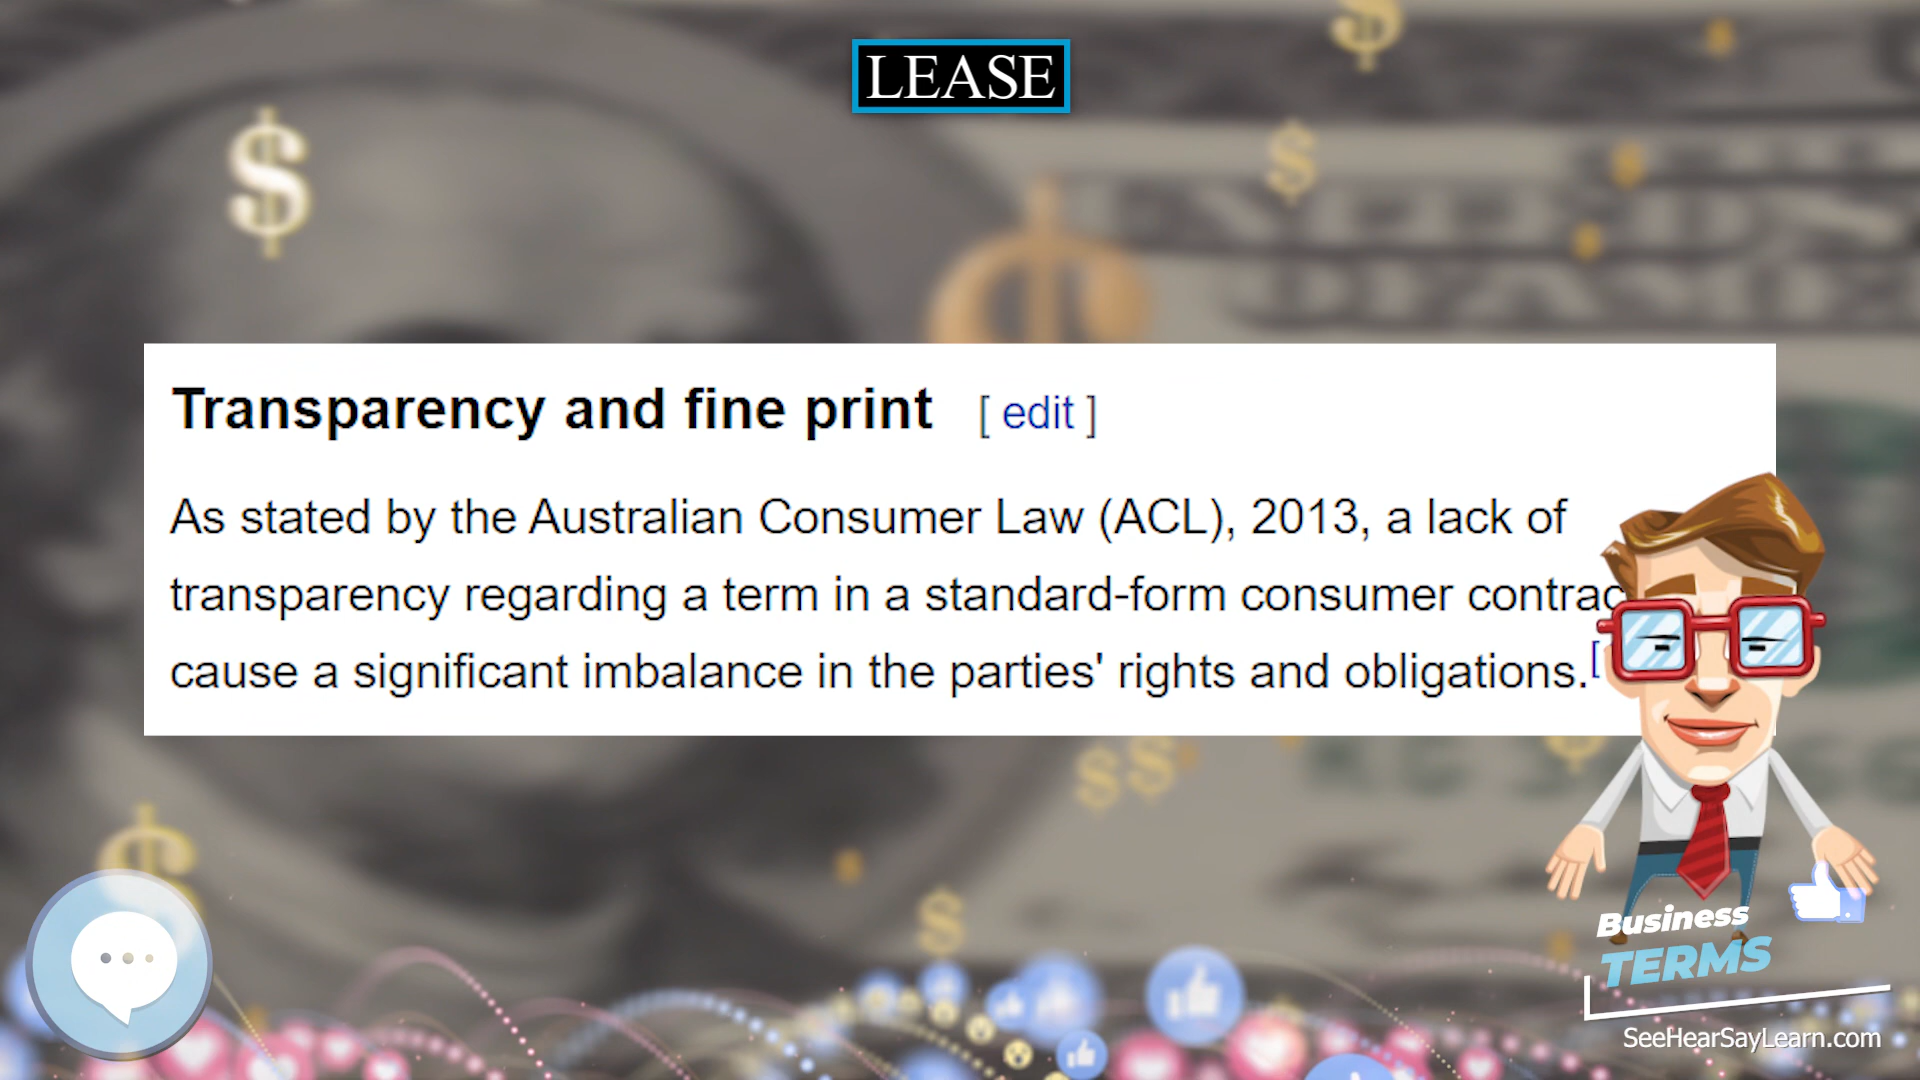 LEASE
Transparency and fine print [ edit ]
As stated by the Australian Consumer Law (ACL), 2013, a lack of
transparency regarding a term in a standard-form consumer
cause a significant imbalance in the parties' rights and obligations.[
Business
TERMS
SeeHearSayLearn.com